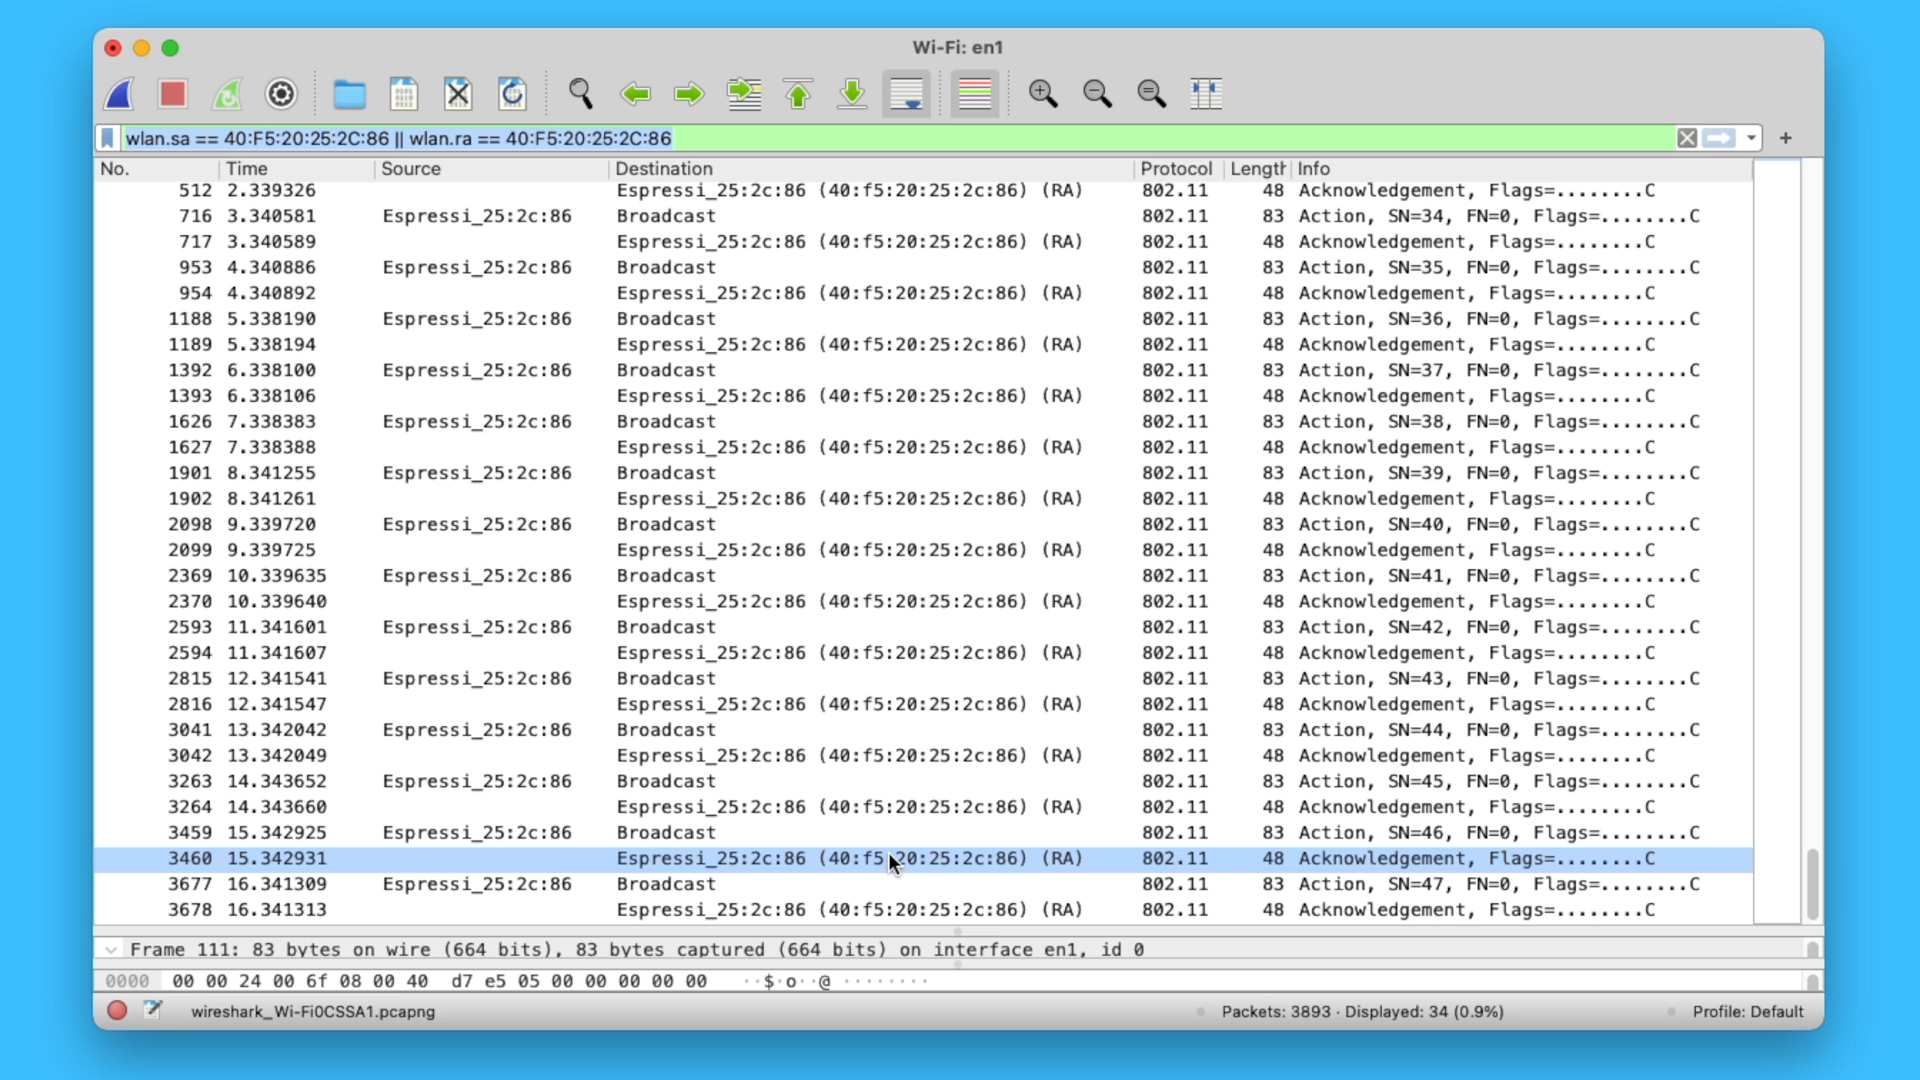 Wi-Fi: en1
wlan.sa == 40:F5:20:25:2C:86 || wlan.ra == 40:F5:20:25:2C:86
No. Time Source Destination Protocol Length Info
512 2.339326 Espressi_25:2c:86 (40:f5:20:25:2c:86) (RA) 802.11 48 Acknowledgement, Flags=........C
716 3.340581 Espressi_25:2c:86 Broadcast 802.11 83 Action, SN=34, FN=0, Flags=........C
717 3.340589 Espressi_25:2c:86 (40:f5:20:25:2c:86) (RA) 802.11 48 Acknowledgement, Flags=........C
953 4.340886 Espressi_25:2c:86 Broadcast 802.11 83 Action, SN=35, FN=0, Flags=........C
954 4.340892 Espressi_25:2c:86 (40:f5:20:25:2c:86) (RA) 802.11 48 Acknowledgement, Flags=........C
1188 5.338190 Espressi_25:2c:86 Broadcast 802.11 83 Action, SN=36, FN=0, Flags=........C
1189 5.338194 Espressi_25:2c:86 (40:f5:20:25:2c:86) (RA) 802.11 48 Acknowledgement, Flags=........C
1392 6.338100 Espressi_25:2c:86 Broadcast 802.11 83 Action, SN=37, FN=0, Flags=........C
1393 6.338106 Espressi_25:2c:86 (40:f5:20:25:2c:86) (RA) 802.11 48 Acknowledgement, Flags=........C
1626 7.338383 Espressi_25:2c:86 Broadcast 802.11 83 Action, SN=38, FN=0, Flags=........C
1627 7.338388 Espressi_25:2c:86 (40:f5:20:25:2c:86) (RA) 802.11 48 Acknowledgement, Flags=........C
1901 8.341255 Espressi_25:2c:86 Broadcast 802.11 83 Action, SN=39, FN=0, Flags=........C
1902 8.341261 Espressi_25:2c:86 (40:f5:20:25:2c:86) (RA) 802.11 48 Acknowledgement, Flags=........C
2098 9.339720 Espressi_25:2c:86 Broadcast 802.11 83 Action, SN=40, FN=0, Flags=........C
2099 9.339725 Espressi_25:2c:86 (40:f5:20:25:2c:86) (RA) 802.11 48 Acknowledgement, Flags=........C
2369 10.339635 Espressi_25:2c:86 Broadcast 802.11 83 Action, SN=41, FN=0, Flags=........C
2370 10.339640 Espressi_25:2c:86 (40:f5:20:25:2c:86) (RA) 802.11 48 Acknowledgement, Flags=........C
2593 11.341601 Espressi_25:2c:86 Broadcast 802.11 83 Action, SN=42, FN=0, Flags=........C
2594 11.341607 Espressi_25:2c:86 (40:f5:20:25:2c:86) (RA) 802.11 48 Acknowledgement, Flags=........C
2815 12.341541 Espressi_25:2c:86 Broadcast 802.11 83 Action, SN=43, FN=0, Flags=........C
2816 12.341547 Espressi_25:2c:86 (40:f5:20:25:2c:86) (RA) 802.11 48 Acknowledgement, Flags=........C
3041 13.342042 Espressi_25:2c:86 Broadcast 802.11 83 Action, SN=44, FN=0, Flags=........C
3042 13.342049 Espressi_25:2c:86 (40:f5:20:25:2c:86) (RA) 802.11 48 Acknowledgement, Flags=........C
3263 14.343652 Espressi_25:2c:86 Broadcast 802.11 83 Action, SN=45, FN=0, Flags=........C
3264 14.343660 Espressi_25:2c:86 (40:f5:20:25:2c:86) (RA) 802.11 48 Acknowledgement, Flags=........C
3459 15.342925 Espressi_25:2c:86 Broadcast 802.11 83 Action, SN=46, FN=0, Flags=........C
3460 15.342931 Espressi_25:2c:86 (40:f5:20:25:2c:86) (RA) 802.11 48 Acknowledgement, Flags=........C
3677 16.341309 Espressi_25:2c:86 Broadcast 802.11 83 Action, SN=47, FN=0, Flags=........C
3678 16.341313 Espressi_25:2c:86 (40:f5:20:25:2c:86) (RA) 802.11 48 Acknowledgement, Flags=........C
Frame 111: 83 bytes on wire (664 bits), 83 bytes captured (664 bits) on interface en1, id 0
0000 00 00 24 00 6f 08 00 40 d7 e5 05 00 00 00 00 00 ··$·o··@ ········
wireshark_Wi-Fi0CSSA1.pcapng Packets: 3893 · Displayed: 34 (0.9%) Profile: Default